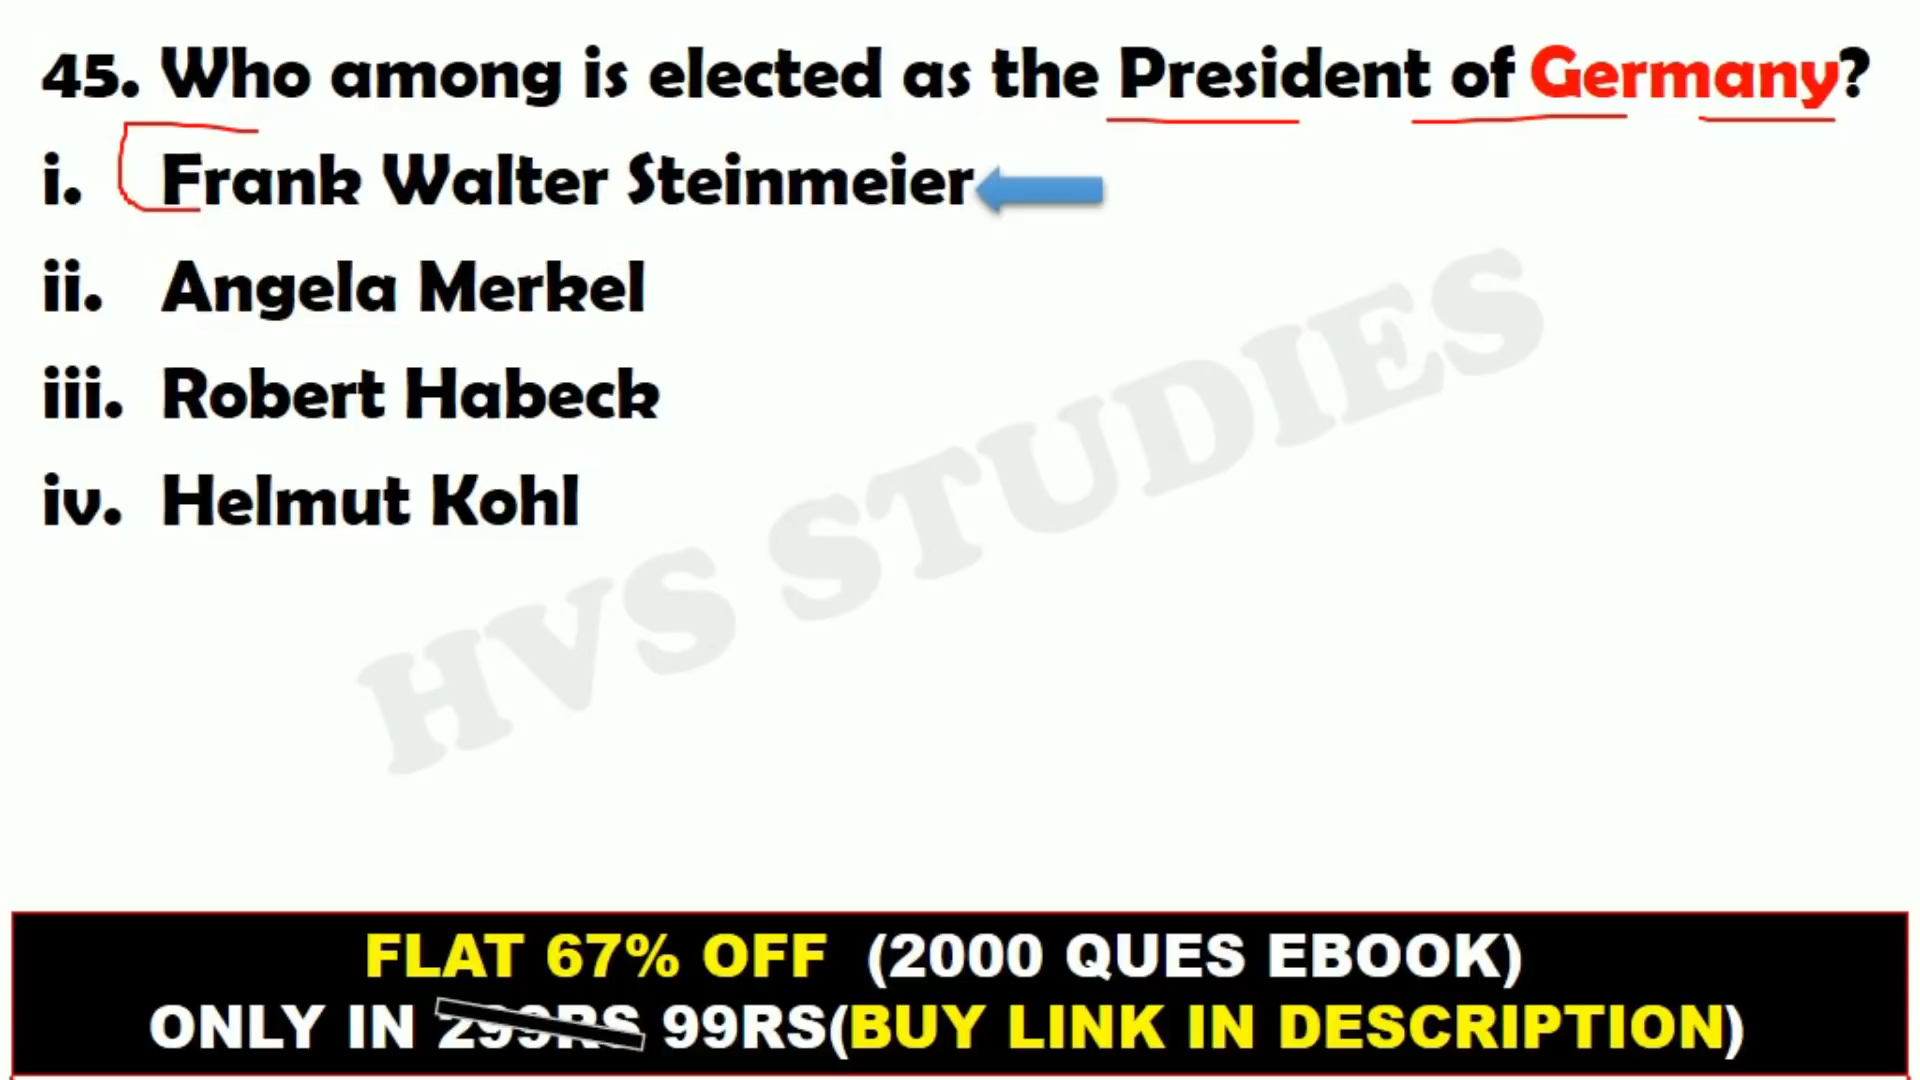 45. Who among is elected as the President of Germany?
i. Frank Walter Steinmeier
ii. Angela Merkel
iii. Robert Habeck
iv. Helmut Kohl
HVS STUDIES
FLAT 67% OFF (2000 QUES EBOOK)
ONLY IN 299RS 99RS(BUY LINK IN DESCRIPTION)